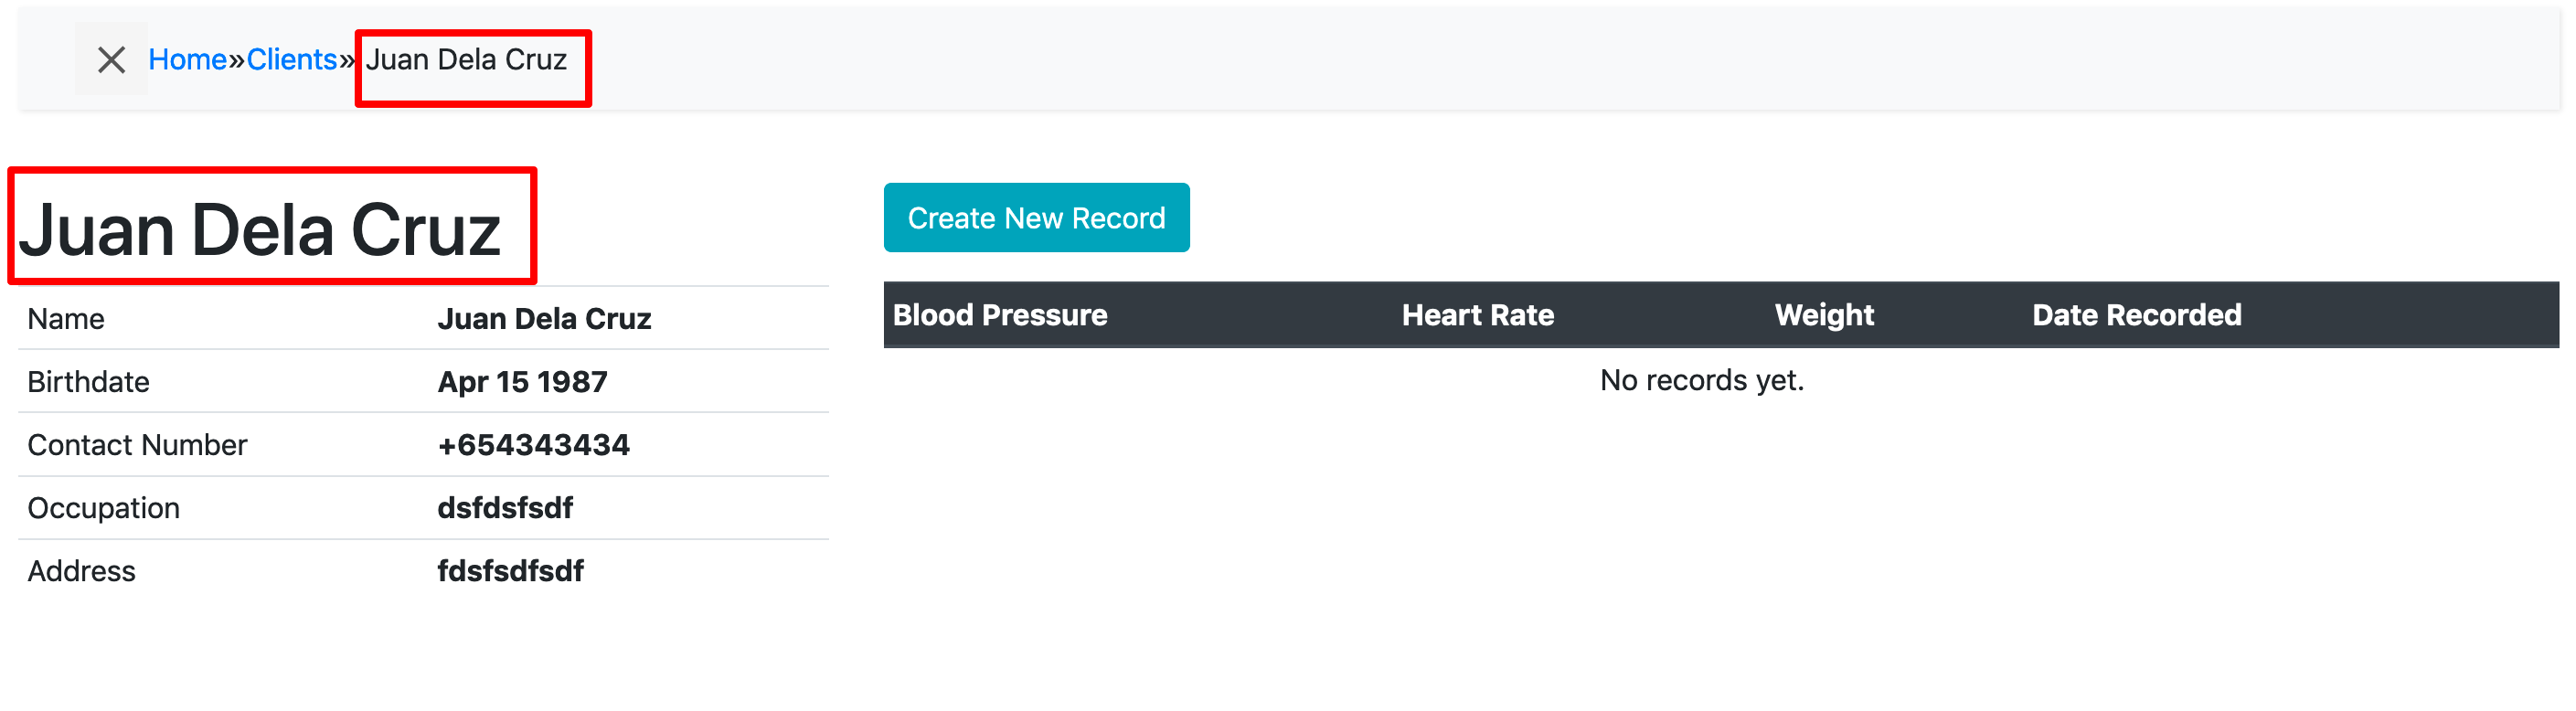 Home»Clients» Juan Dela Cruz
Juan Dela Cruz
Name Juan Dela Cruz
Birthdate Apr 15 1987
Contact Number +654343434
Occupation dsfdsfsdf
Address fdsfsdfsdf
Create New Record
Blood Pressure Heart Rate Weight Date Recorded
No records yet.